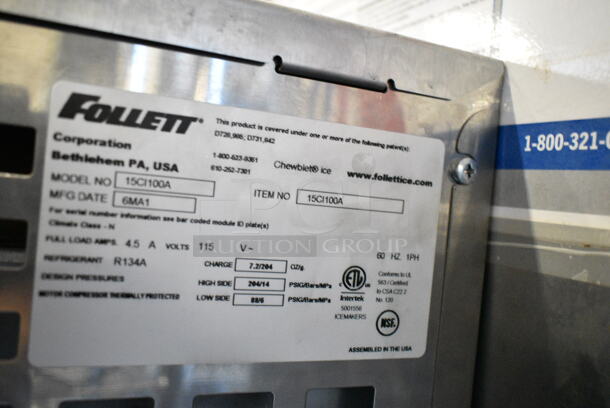 FOLLETT®
Corporation
Bethlehem PA, USA
This product is covered under one or more of the following patent(s):
D728,965; D731,642
1-800-523-9361
610-252-7301
Chewblet® ice
www.follettice.com
MODEL NO 15CI100A
ITEM NO 15CI100A
MFG DATE 6MA1
For serial number information see bar coded module ID plate(s)
Climate Class - N
FULL LOAD AMPS. 4.5 A VOLTS 115 V~ 60 HZ, 1PH
REFRIGERANT R134A
CHARGE 7.2/204 OZ/g
DESIGN PRESSURES
HIGH SIDE 204/14 PSIG/Bars/MPa
MOTOR COMPRESSOR THERMALLY PROTECTED
LOW SIDE 88/6 PSIG/Bars/MPa
ETL
Intertek
5001556
ICEMAKERS
Conforms to UL
563 / Certified
to CSA C22.2
No. 120
NSF.
ASSEMBLED IN THE USA
1-800-321-
PCI
AUCTION GROUP